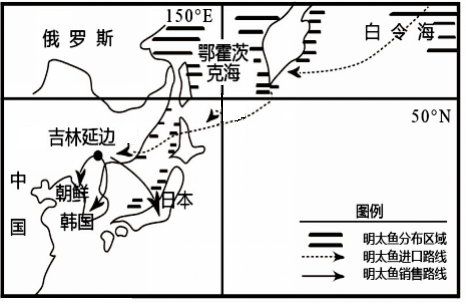 150°E
俄罗斯
白令海
鄂霍茨
克海
50°N
吉林延边
中
国
朝鲜
日本
韩国
图例
明太鱼分布区域
明太鱼进口路线
明太鱼销售路线